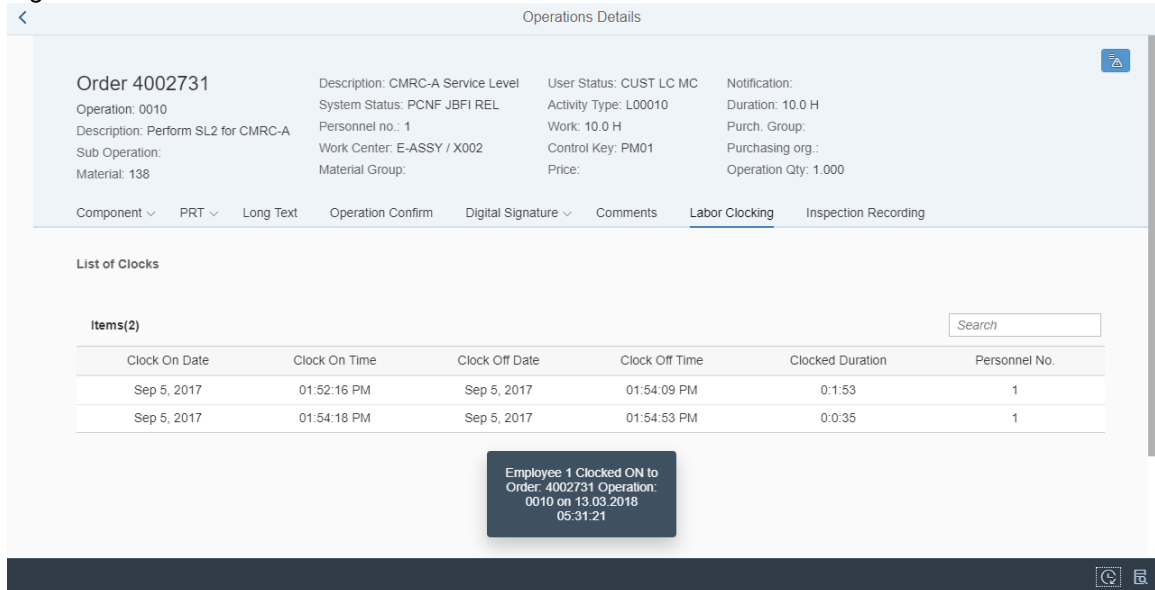 Operations Details
Order 4002731
Operation: 0010
Description: Perform SL2 for CMRC-A
Sub Operation:
Material: 138
Description: CMRC-A Service Level
System Status: PCNF JBFI REL
Personnel no.: 1
Work Center: E-ASSY / X002
Material Group:
User Status: CUST LC MC
Activity Type: L00010
Work: 10.0 H
Control Key: PM01
Price:
Notification:
Duration: 10.0 H
Purch. Group:
Purchasing org.:
Operation Qty: 1.000
Component PRT Long Text Operation Confirm Digital Signature Comments Labor Clocking Inspection Recording
List of Clocks
Items(2) Search
Clock On Date Clock On Time Clock Off Date Clock Off Time Clocked Duration Personnel No.
Sep 5, 2017 01:52:16 PM Sep 5, 2017 01:54:09 PM 0:1:53 1
Sep 5, 2017 01:54:18 PM Sep 5, 2017 01:54:53 PM 0:0:35 1
Employee 1 Clocked ON to
Order: 4002731 Operation:
0010 on 13.03.2018
05:31:21